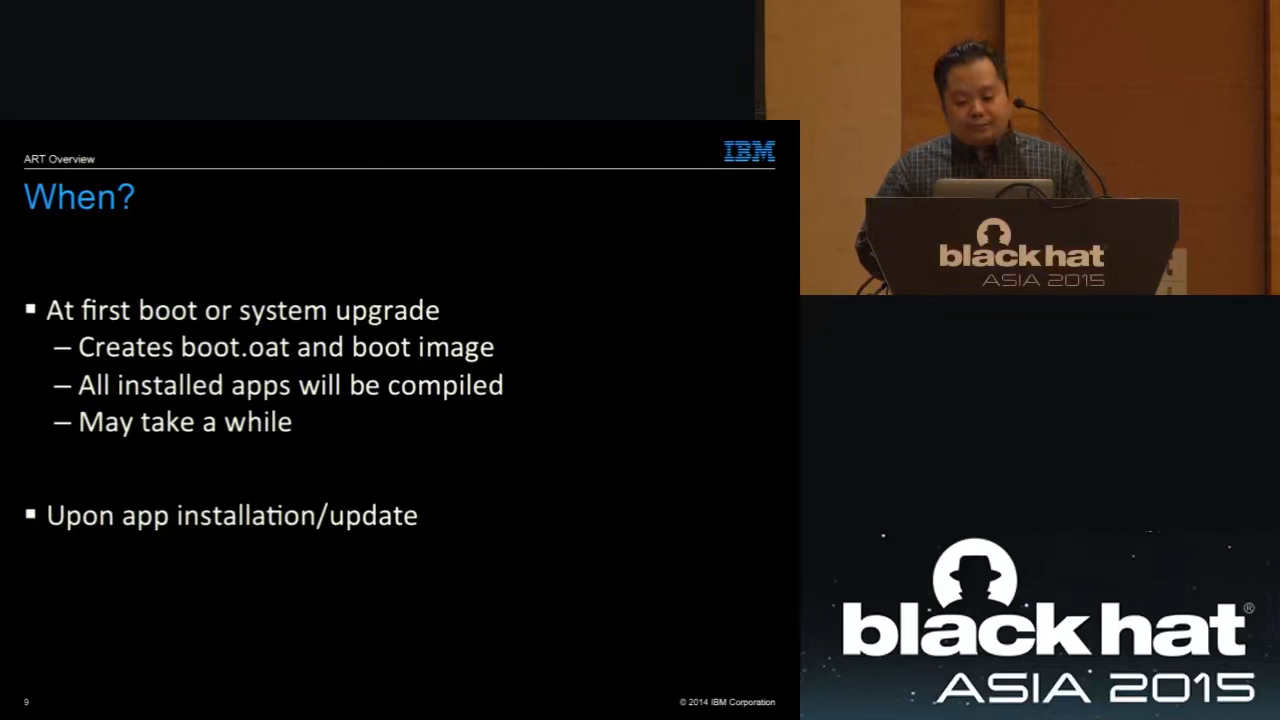 ART Overview
IBM
When?
▪ At first boot or system upgrade
– Creates boot.oat and boot image
– All installed apps will be compiled
– May take a while
▪ Upon app installation/update
9
© 2014 IBM Corporation
black hat
ASIA 2015
black hat®
ASIA 2015